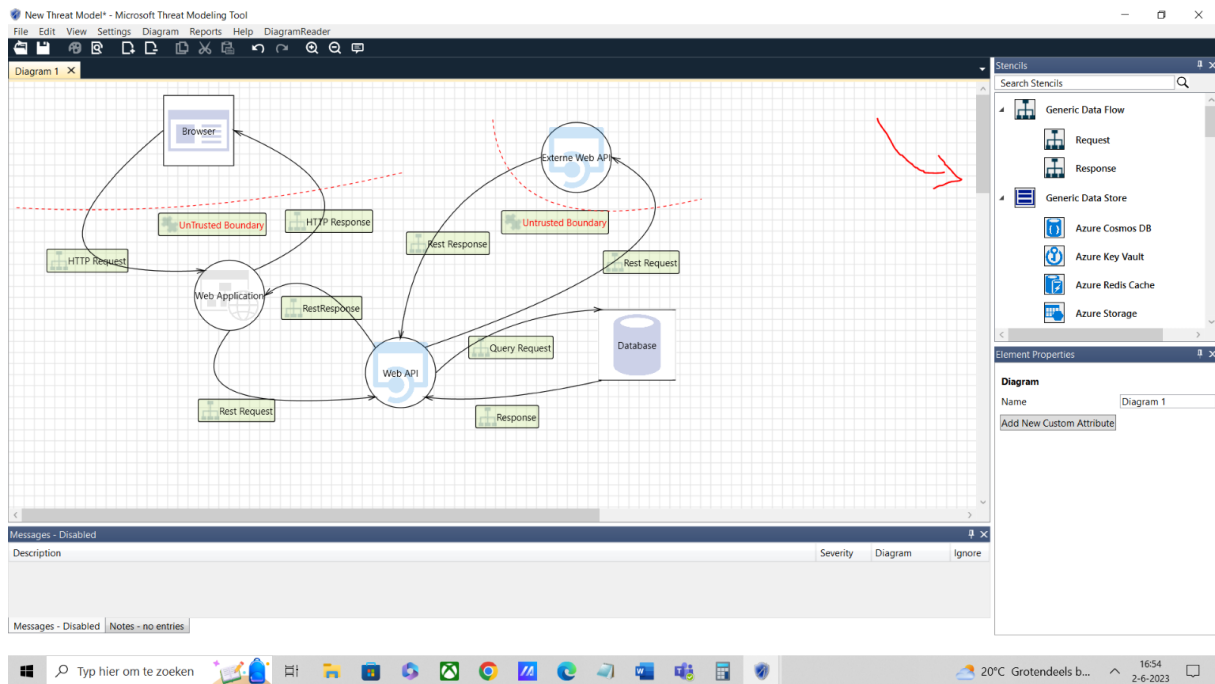 New Threat Model* - Microsoft Threat Modeling Tool
File Edit View Settings Diagram Reports Help DiagramReader
Diagram 1
Browser
Externe Web API
UnTrusted Boundary
HTTP Response
Untrusted Boundary
Rest Response
HTTP Request
Rest Request
Web Application
RestResponse
Query Request
Database
Web API
Rest Request
Response
Stencils
Search Stencils
Generic Data Flow
Request
Response
Generic Data Store
Azure Cosmos DB
Azure Key Vault
Azure Redis Cache
Azure Storage
Element Properties
Diagram
Name Diagram 1
Add New Custom Attribute
Messages - Disabled
Description Severity Diagram Ignore
Messages - Disabled Notes - no entries
Typ hier om te zoeken
20°C Grotendeels b...
16:54
2-6-2023